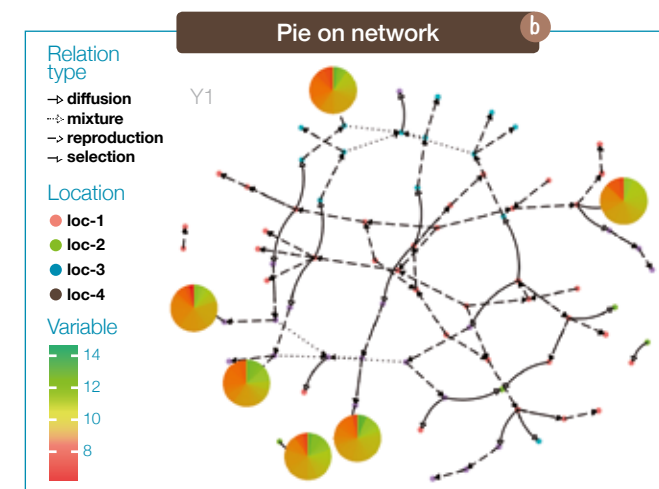 Pie on network
b
Relation
type
diffusion
mixture
reproduction
selection
Y1
Location
loc-1
loc-2
loc-3
loc-4
Variable
14
12
10
8